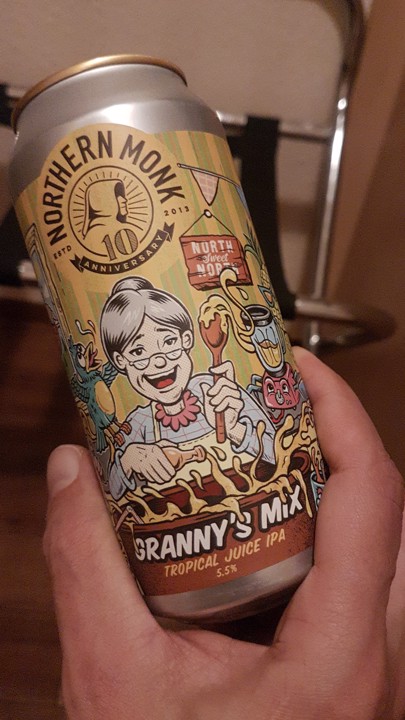 NORTHERN MONK
ESTD 2013
10
ANNIVERSARY
NORTH
Sweet
NORTH
GRANNY'S MIX
TROPICAL JUICE IPA
5.5%